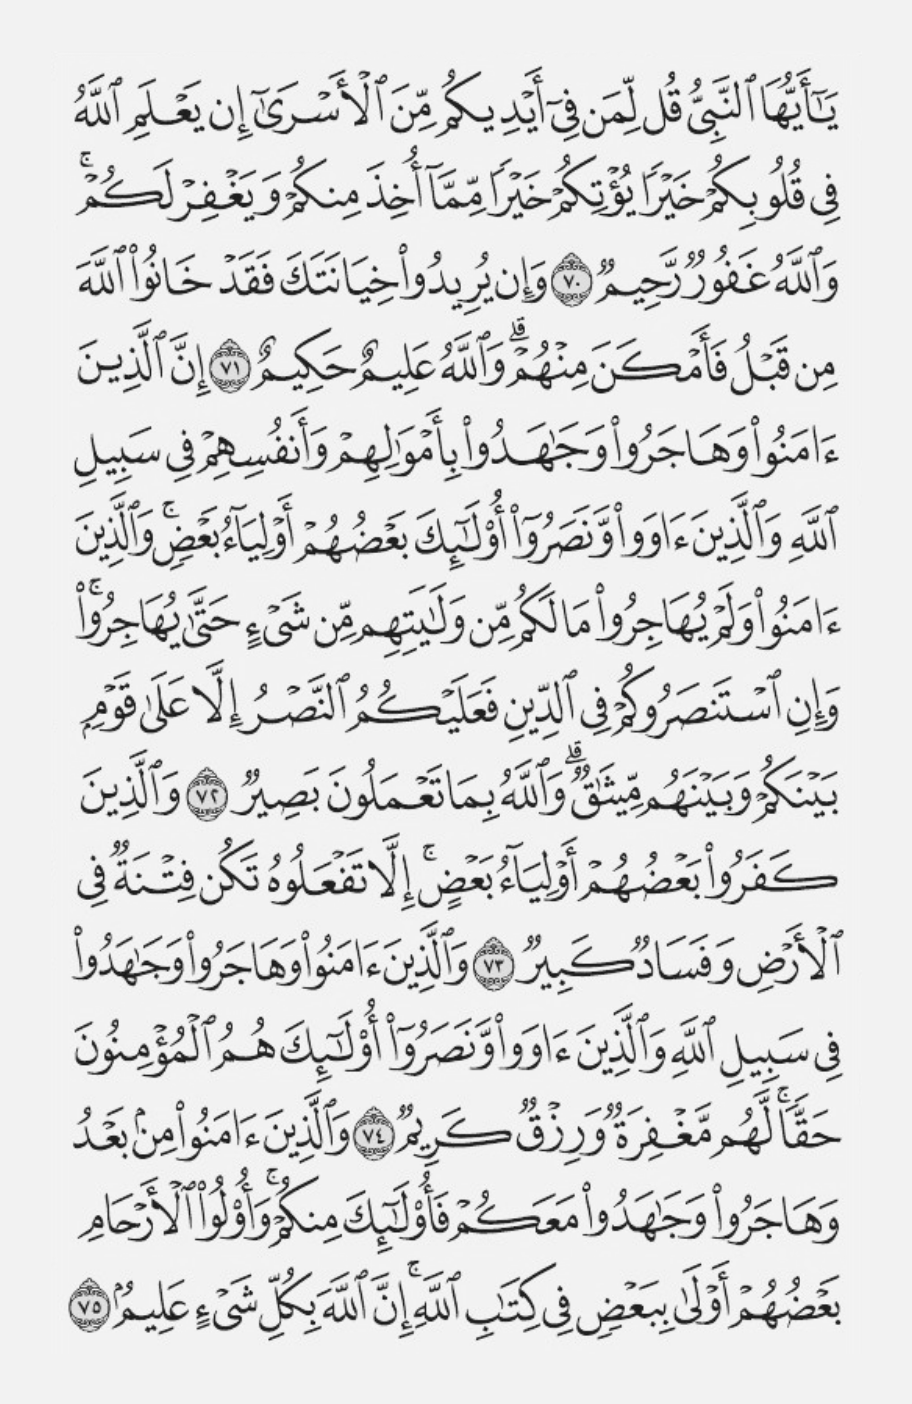 يَـٰٓأَيُّهَا ٱلنَّبِىُّ قُل لِّمَن فِىٓ أَيْدِيكُم مِّنَ ٱلْأَسْرَىٰٓ إِن يَعْلَمِ ٱللَّهُ
فِى قُلُوبِكُمْ خَيْرًا يُؤْتِكُمْ خَيْرًا مِّمَّآ أُخِذَ مِنكُمْ وَيَغْفِرْ لَكُمْ ۚ
وَٱللَّهُ غَفُورٌ رَّحِيمٌ ٧٠ وَإِن يُرِيدُوا۟ خِيَانَتَكَ فَقَدْ خَانُوا۟ ٱللَّهَ
مِن قَبْلُ فَأَمْكَنَ مِنْهُمْ ۗ وَٱللَّهُ عَلِيمٌ حَكِيمٌ ٧١ إِنَّ ٱلَّذِينَ
ءَامَنُوا۟ وَهَاجَرُوا۟ وَجَـٰهَدُوا۟ بِأَمْوَٰلِهِمْ وَأَنفُسِهِمْ فِى سَبِيلِ
ٱللَّهِ وَٱلَّذِينَ ءَاوَوا۟ وَّنَصَرُوٓا۟ أُو۟لَـٰٓئِكَ بَعْضُهُمْ أَوْلِيَآءُ بَعْضٍ ۚ وَٱلَّذِينَ
ءَامَنُوا۟ وَلَمْ يُهَاجِرُوا۟ مَا لَكُم مِّن وَلَـٰيَتِهِم مِّن شَىْءٍ حَتَّىٰ يُهَاجِرُوا۟ ۚ
وَإِنِ ٱسْتَنصَرُوكُمْ فِى ٱلدِّينِ فَعَلَيْكُمُ ٱلنَّصْرُ إِلَّا عَلَىٰ قَوْمٍۭ
بَيْنَكُمْ وَبَيْنَهُم مِّيثَـٰقٌ ۗ وَٱللَّهُ بِمَا تَعْمَلُونَ بَصِيرٌ ٧٢ وَٱلَّذِينَ
كَفَرُوا۟ بَعْضُهُمْ أَوْلِيَآءُ بَعْضٍ ۚ إِلَّا تَفْعَلُوهُ تَكُن فِتْنَةٌ فِى
ٱلْأَرْضِ وَفَسَادٌ كَبِيرٌ ٧٣ وَٱلَّذِينَ ءَامَنُوا۟ وَهَاجَرُوا۟ وَجَـٰهَدُوا۟
فِى سَبِيلِ ٱللَّهِ وَٱلَّذِينَ ءَاوَوا۟ وَّنَصَرُوٓا۟ أُو۟لَـٰٓئِكَ هُمُ ٱلْمُؤْمِنُونَ
حَقًّا ۚ لَّهُم مَّغْفِرَةٌ وَرِزْقٌ كَرِيمٌ ٧٤ وَٱلَّذِينَ ءَامَنُوا۟ مِنۢ بَعْدُ
وَهَاجَرُوا۟ وَجَـٰهَدُوا۟ مَعَكُمْ فَأُو۟لَـٰٓئِكَ مِنكُمْ ۚ وَأُو۟لُوا۟ ٱلْأَرْحَامِ
بَعْضُهُمْ أَوْلَىٰ بِبَعْضٍ فِى كِتَـٰبِ ٱللَّهِ ۗ إِنَّ ٱللَّهَ بِكُلِّ شَىْءٍ عَلِيمٌۢ ٧٥